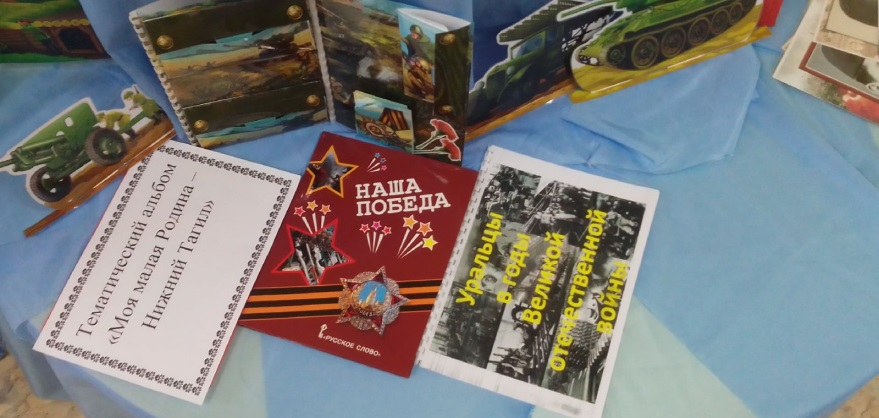 Тематический альбом
«Моя малая Родина –
Нижний Тагил»
НАША
ПОБЕДА
«РУССКОЕ СЛОВО»
Уральцы
в годы
Великой
отечественной
войны